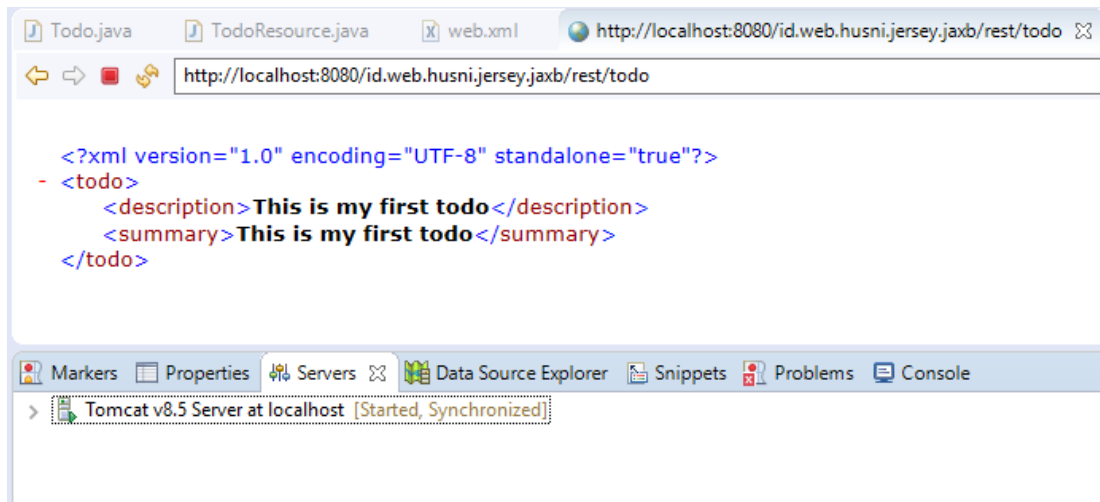 Todo.java TodoResource.java web.xml http://localhost:8080/id.web.husni.jersey.jaxb/rest/todo
http://localhost:8080/id.web.husni.jersey.jaxb/rest/todo
<?xml version="1.0" encoding="UTF-8" standalone="true"?>
- <todo>
<description>This is my first todo</description>
<summary>This is my first todo</summary>
</todo>
Markers Properties Servers Data Source Explorer Snippets Problems Console
Tomcat v8.5 Server at localhost [Started, Synchronized]